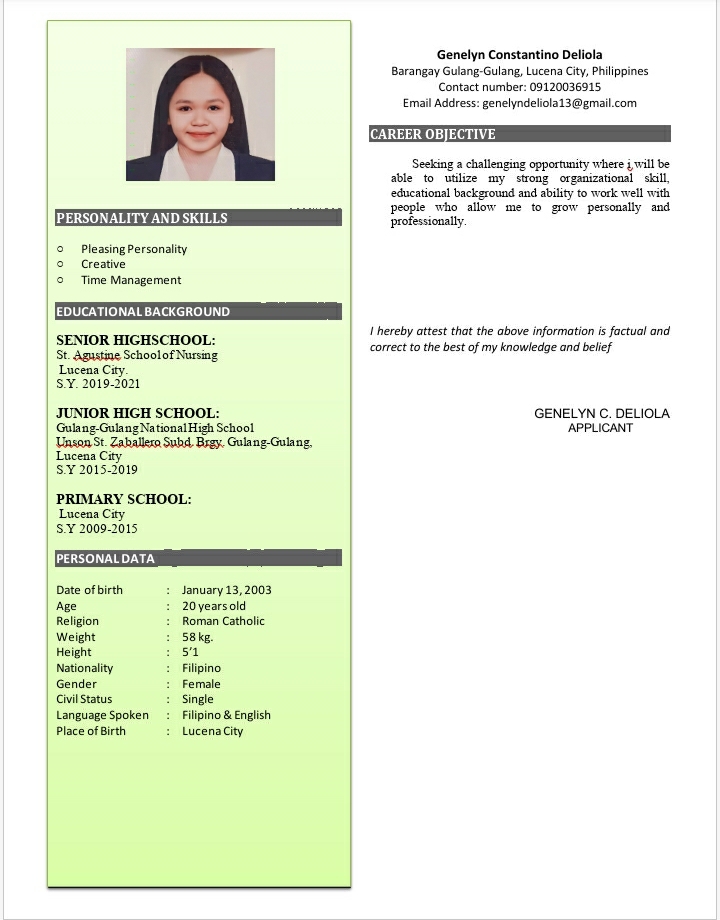 Genelyn Constantino Deliola
Barangay Gulang-Gulang, Lucena City, Philippines
Contact number: 09120036915
Email Address: genelyndeliola13@gmail.com
CAREER OBJECTIVE
Seeking a challenging opportunity where i will be
able to utilize my strong organizational skill,
educational background and ability to work well with
people who allow me to grow personally and
professionally.
I hereby attest that the above information is factual and
correct to the best of my knowledge and belief
GENELYN C. DELIOLA
APPLICANT
PERSONALITY AND SKILLS
○ Pleasing Personality
○ Creative
○ Time Management
EDUCATIONAL BACKGROUND
SENIOR HIGHSCHOOL:
St. Agustine School of Nursing
Lucena City.
S.Y. 2019-2021
JUNIOR HIGH SCHOOL:
Gulang-Gulang National High School
Unson St. Zaballero Subd. Brgy. Gulang-Gulang,
Lucena City
S.Y 2015-2019
PRIMARY SCHOOL:
Lucena City
S.Y 2009-2015
PERSONAL DATA
Date of birth : January 13, 2003
Age : 20 years old
Religion : Roman Catholic
Weight : 58 kg.
Height : 5'1
Nationality : Filipino
Gender : Female
Civil Status : Single
Language Spoken : Filipino & English
Place of Birth : Lucena City